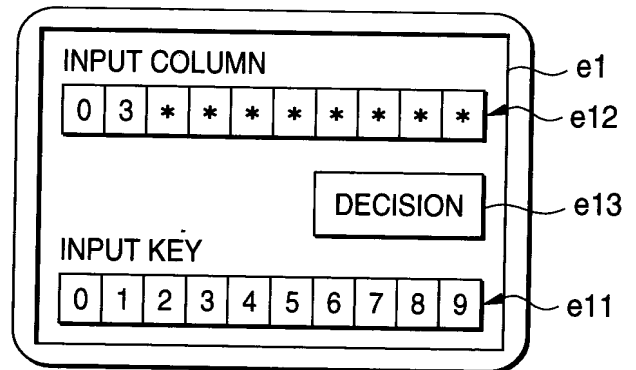 INPUT COLUMN
e1
0 3 * * * * * * * *
e12
DECISION
e13
INPUT KEY
0 1 2 3 4 5 6 7 8 9
e11